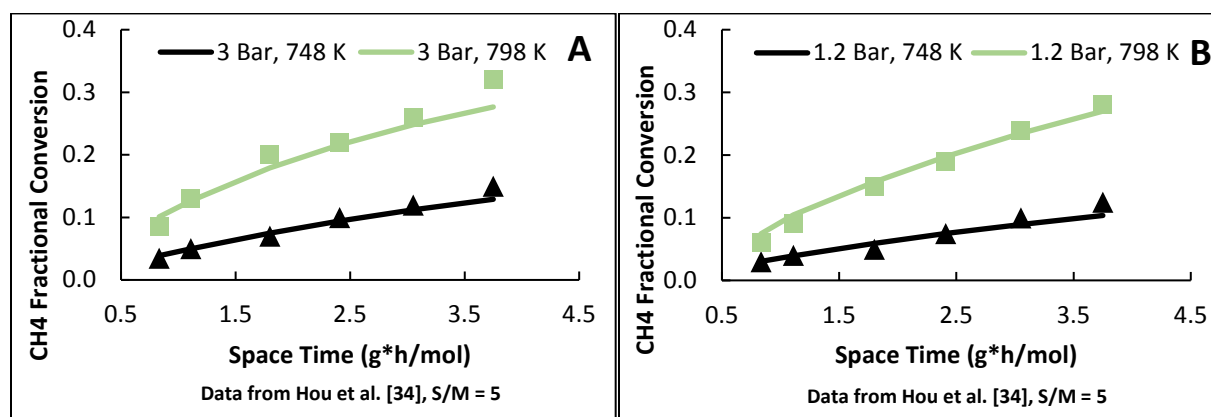 0.4
3 Bar, 748 K
3 Bar, 798 K
A
0.3
0.2
0.1
0.0
0.5 1.5 2.5 3.5 4.5
CH4 Fractional Conversion
Space Time (g*h/mol)
Data from Hou et al. [34], S/M = 5
0.4
1.2 Bar, 748 K
1.2 Bar, 798 K
B
0.3
0.2
0.1
0.0
0.5 1.5 2.5 3.5 4.5
CH4 Fractional Conversion
Space Time (g*h/mol)
Data from Hou et al. [34], S/M = 5